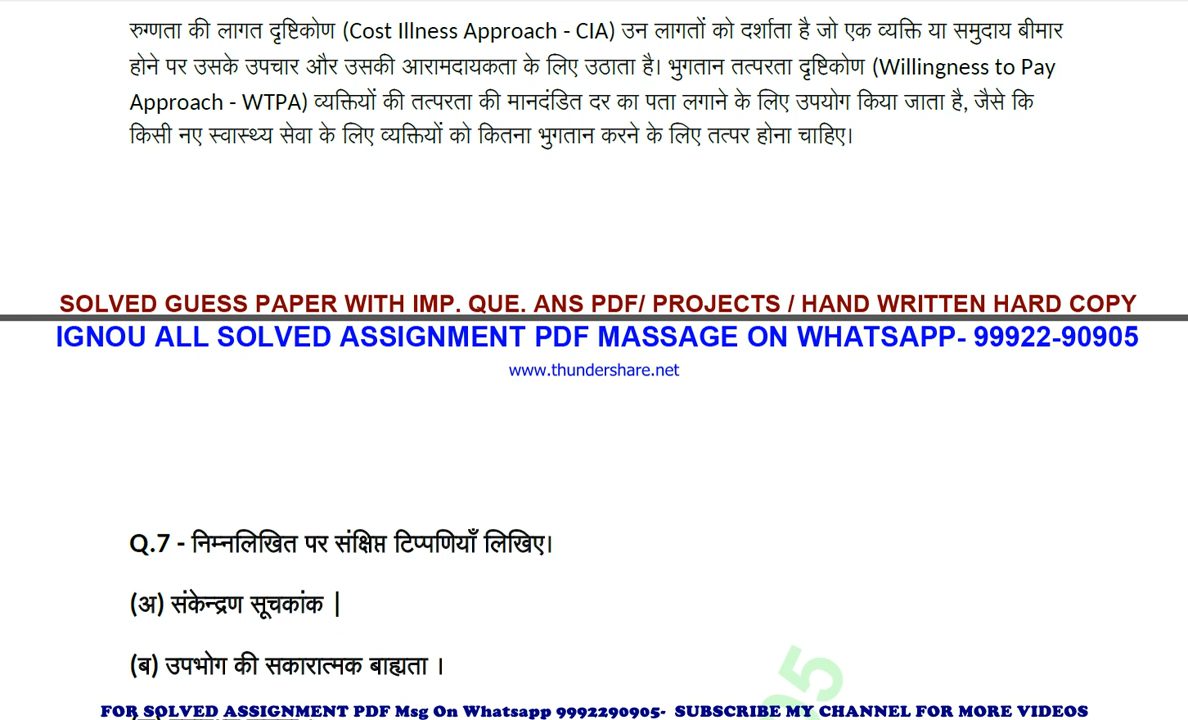 रुग्णता की लागत दृष्टिकोण (Cost Illness Approach - CIA) उन लागतों को दर्शाता है जो एक व्यक्ति या समुदाय बीमार
होने पर उसके उपचार और उसकी आरामदायकता के लिए उठाता है। भुगतान तत्परता दृष्टिकोण (Willingness to Pay
Approach - WTPA) व्यक्तियों की तत्परता की मानदंडित दर का पता लगाने के लिए उपयोग किया जाता है, जैसे कि
किसी नए स्वास्थ्य सेवा के लिए व्यक्तियों को कितना भुगतान करने के लिए तत्पर होना चाहिए।
SOLVED GUESS PAPER WITH IMP. QUE. ANS PDF/ PROJECTS / HAND WRITTEN HARD COPY
IGNOU ALL SOLVED ASSIGNMENT PDF MASSAGE ON WHATSAPP- 99922-90905
www.thundershare.net
Q.7 - निम्नलिखित पर संक्षिप्त टिप्पणियाँ लिखिए।
(अ) संकेन्द्रण सूचकांक |
(ब) उपभोग की सकारात्मक बाह्यता ।
FOR SOLVED ASSIGNMENT PDF Msg On Whatsapp 9992290905- SUBSCRIBE MY CHANNEL FOR MORE VIDEOS